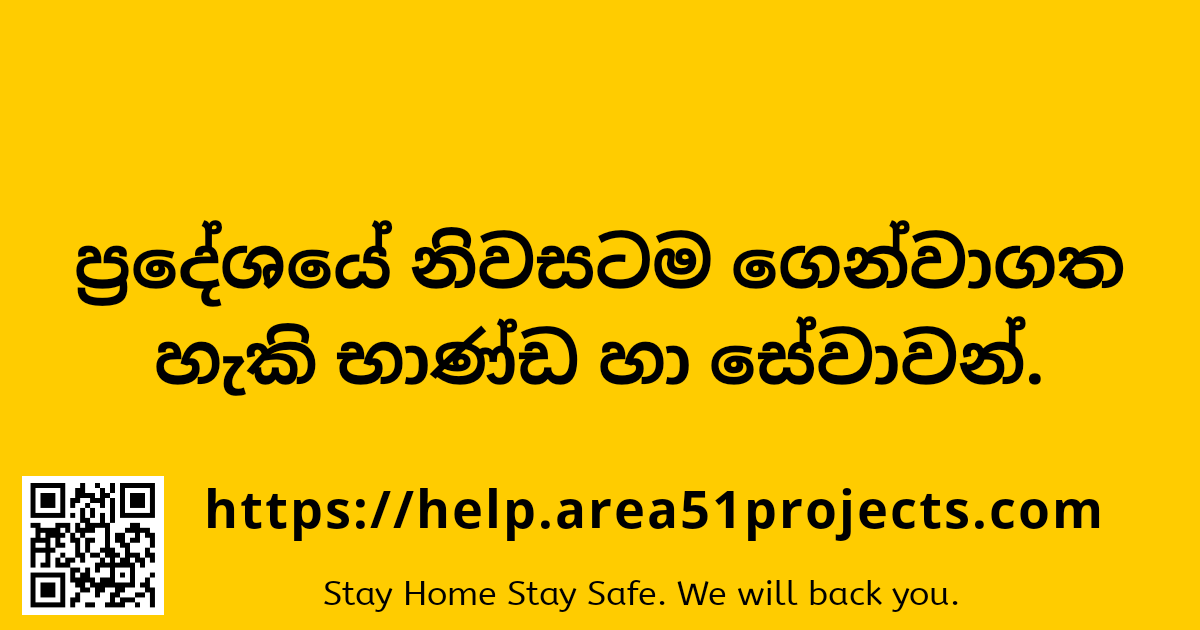 ප්‍රදේශයේ නිවසටම ගෙන්වාගත
හැකි භාණ්ඩ හා සේවාවන්.
https://help.area51projects.com
Stay Home Stay Safe. We will back you.